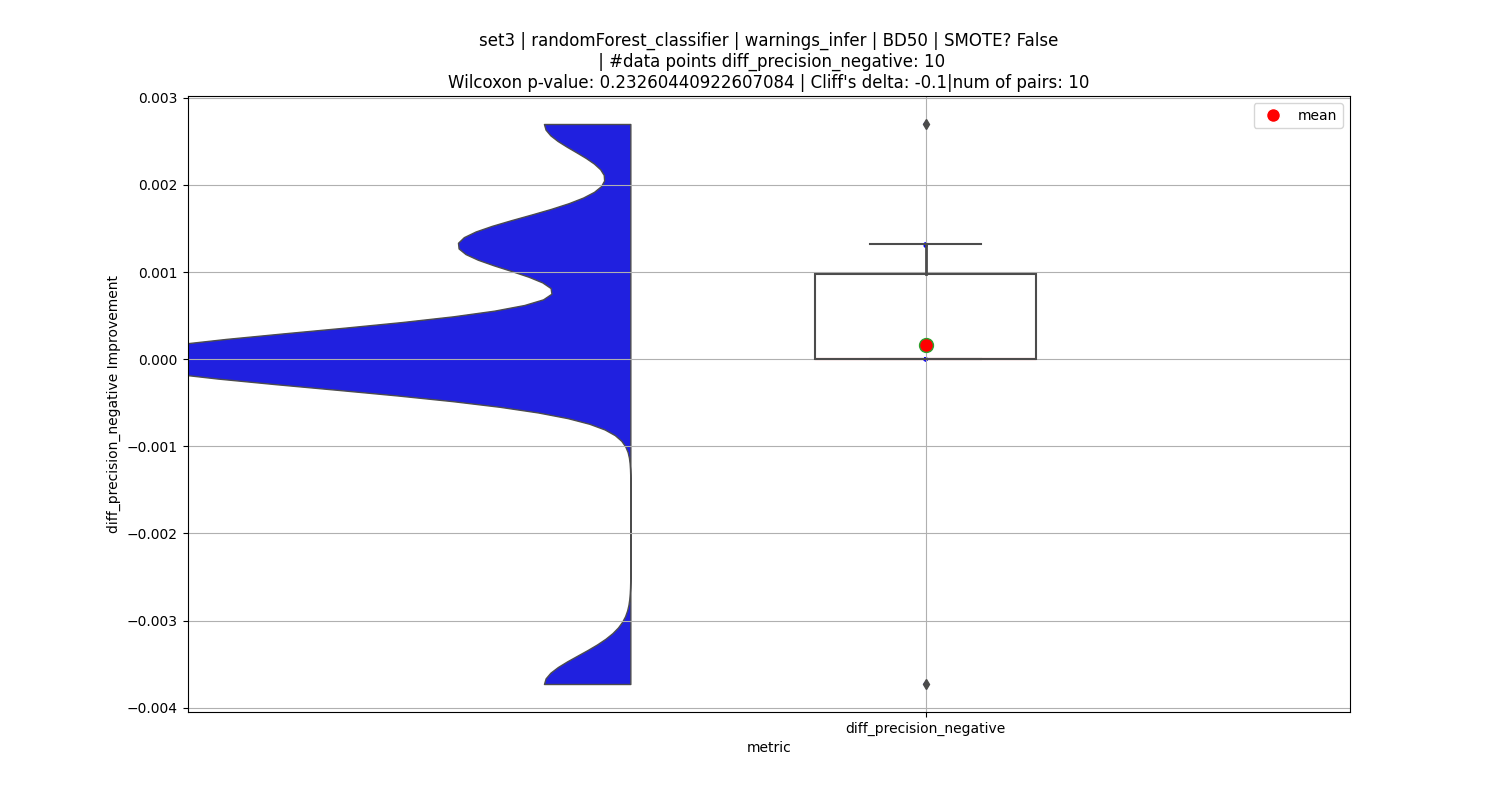 set3 | randomForest_classifier | warnings_infer | BD50 | SMOTE? False
| #data points diff_precision_negative: 10
Wilcoxon p-value: 0.23260440922607084 | Cliff's delta: -0.1|num of pairs: 10
mean
0.003
0.002
0.001
0.000
−0.001
−0.002
−0.003
−0.004
diff_precision_negative Improvement
diff_precision_negative
metric